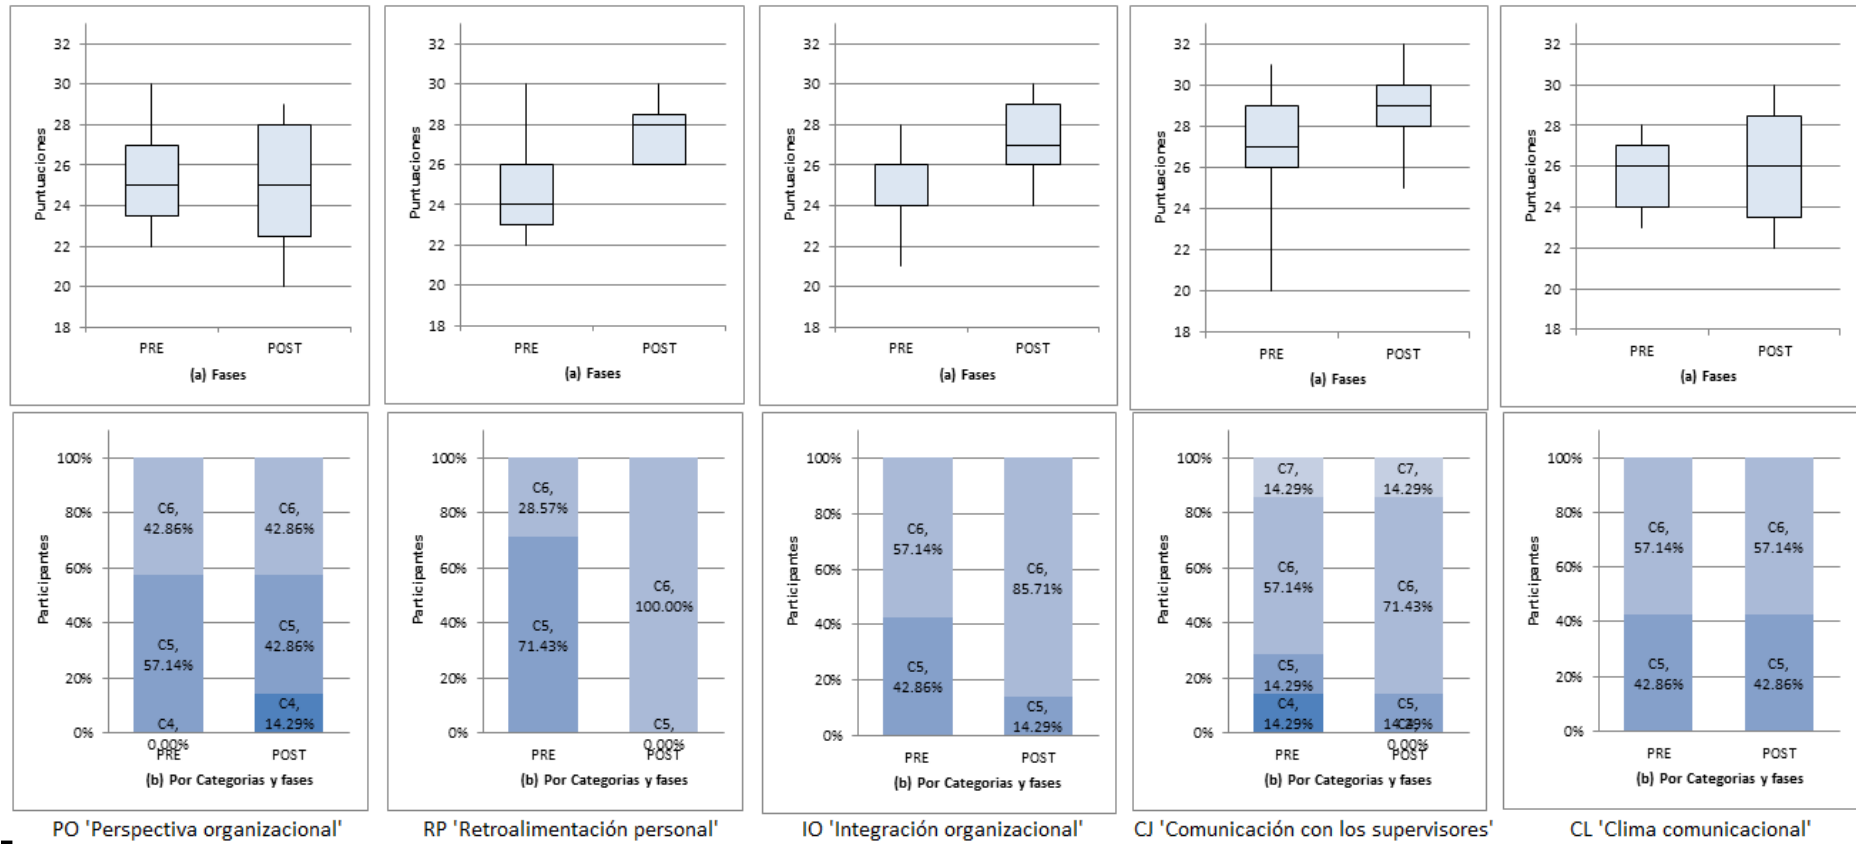 32
30
28
26
24
22
20
18
Puntuaciones
PRE
POST
(a) Fases
32
30
28
26
24
22
20
18
Puntuaciones
PRE
POST
(a) Fases
32
30
28
26
24
22
20
18
Puntuaciones
PRE
POST
(a) Fases
32
30
28
26
24
22
20
18
Puntuaciones
PRE
POST
(a) Fases
32
30
28
26
24
22
20
18
Puntuaciones
PRE
POST
(a) Fases
100%
80%
60%
40%
20%
0%
Participantes
C6,
42.86%
C5,
57.14%
C4,
0.00%
C6,
42.86%
C5,
42.86%
C4,
14.29%
PRE
POST
(b) Por Categorias y fases
100%
80%
60%
40%
20%
0%
Participantes
C6,
28.57%
C5,
71.43%
C6,
100.00%
C5,
0.00%
PRE
POST
(b) Por Categorias y fases
100%
80%
60%
40%
20%
0%
Participantes
C6,
57.14%
C5,
42.86%
C6,
85.71%
C5,
14.29%
PRE
POST
(b) Por Categorias y fases
100%
80%
60%
40%
20%
0%
Participantes
C7,
14.29%
C6,
57.14%
C5,
14.29%
C4,
14.29%
C7,
14.29%
C6,
71.43%
C5,
14.29%
C4,
0.00%
PRE
POST
(b) Por Categorias y fases
100%
80%
60%
40%
20%
0%
Participantes
C6,
57.14%
C5,
42.86%
C6,
57.14%
C5,
42.86%
PRE
POST
(b) Por Categorias y fases
PO 'Perspectiva organizacional'
RP 'Retroalimentación personal'
IO 'Integración organizacional'
CJ 'Comunicación con los supervisores'
CL 'Clima comunicacional'